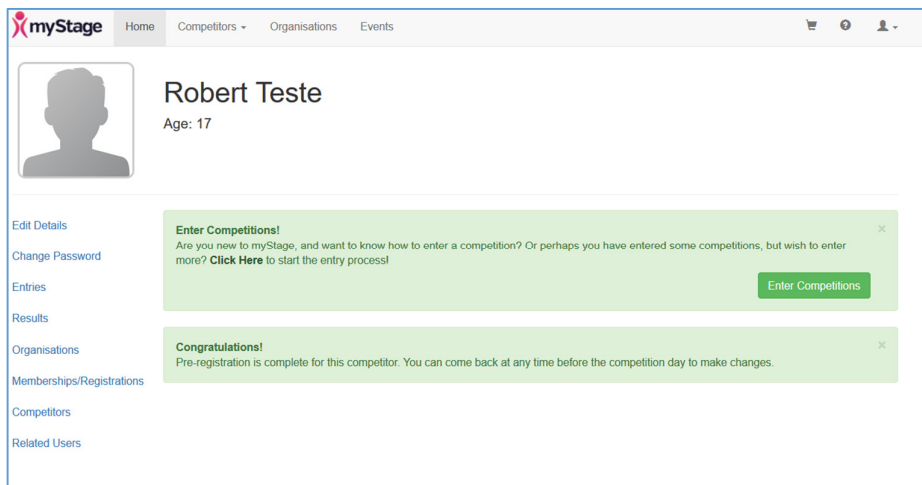 myStage Home Competitors Organisations Events
Robert Teste
Age: 17
Edit Details
Change Password
Entries
Results
Organisations
Memberships/Registrations
Competitors
Related Users
Enter Competitions!
Are you new to myStage, and want to know how to enter a competition? Or perhaps you have entered some competitions, but wish to enter
more? Click Here to start the entry process!
Enter Competitions
Congratulations!
Pre-registration is complete for this competitor. You can come back at any time before the competition day to make changes.